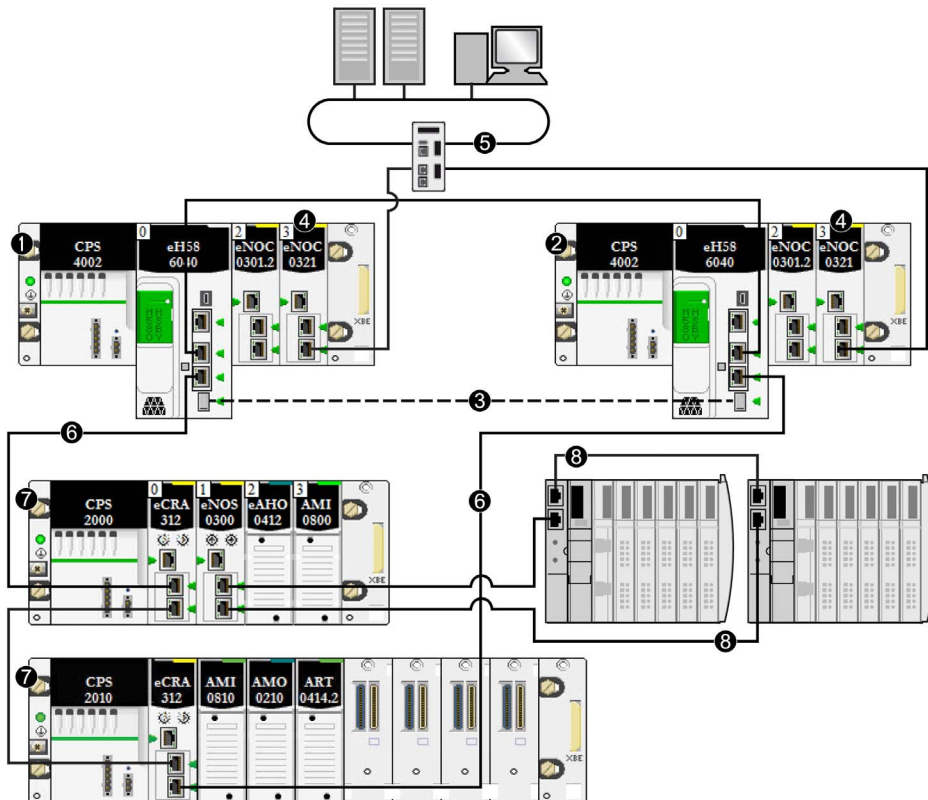 5
1
CPS
4002
0
eH58
6040
2
eNOC
0301.2
3
4
eNOC
0321
XBE
2
CPS
4002
0
eH58
6040
2
eNOC
0301.2
3
4
eNOC
0321
XBE
3
6
7
CPS
2000
0
eCRA
312
1
eNOS
0300
2
eAHO
0412
3
AMI
0800
XBE
6
8
8
7
CPS
2010
eCRA
312
AMI
0810
AMO
0210
ART
0414.2
XBE